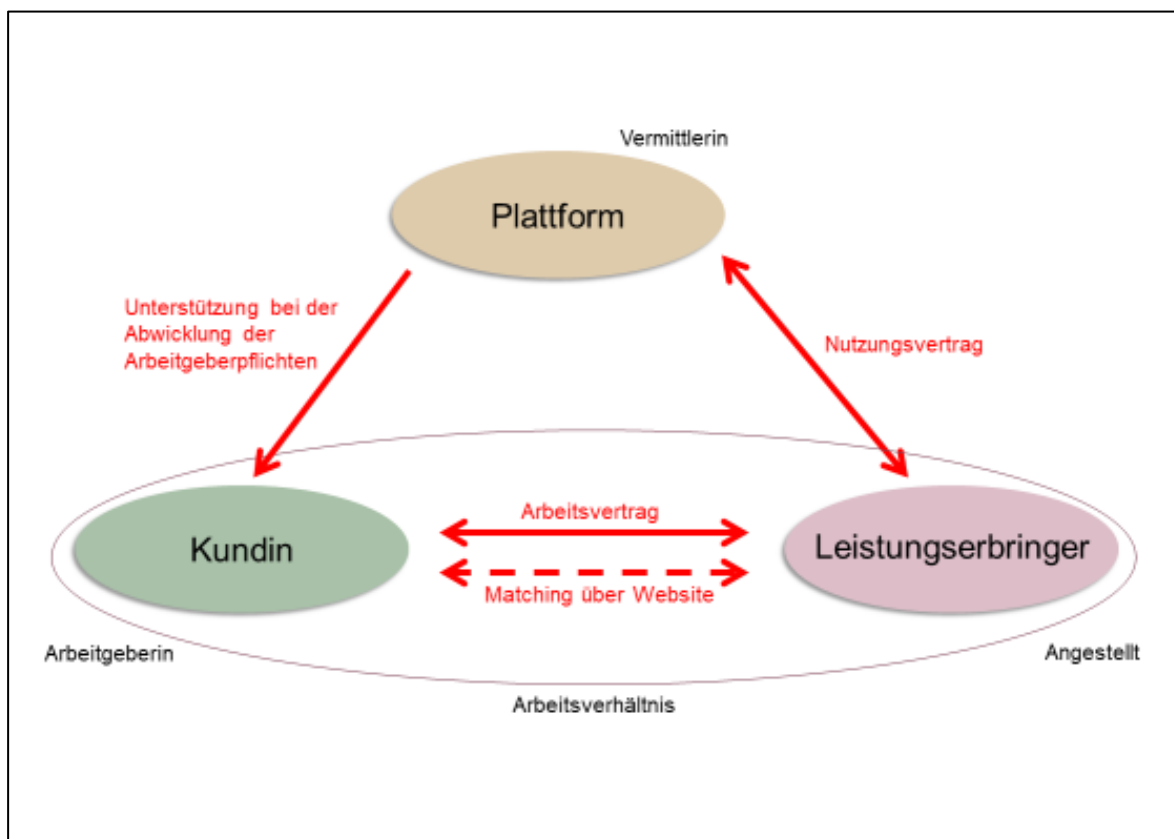 Vermittlerin
Plattform
Unterstützung bei der
Abwicklung der
Arbeitgeberpflichten
Nutzungsvertrag
Arbeitsvertrag
Kundin
Leistungserbringer
Matching über Website
Arbeitgeberin
Angestellt
Arbeitsverhältnis